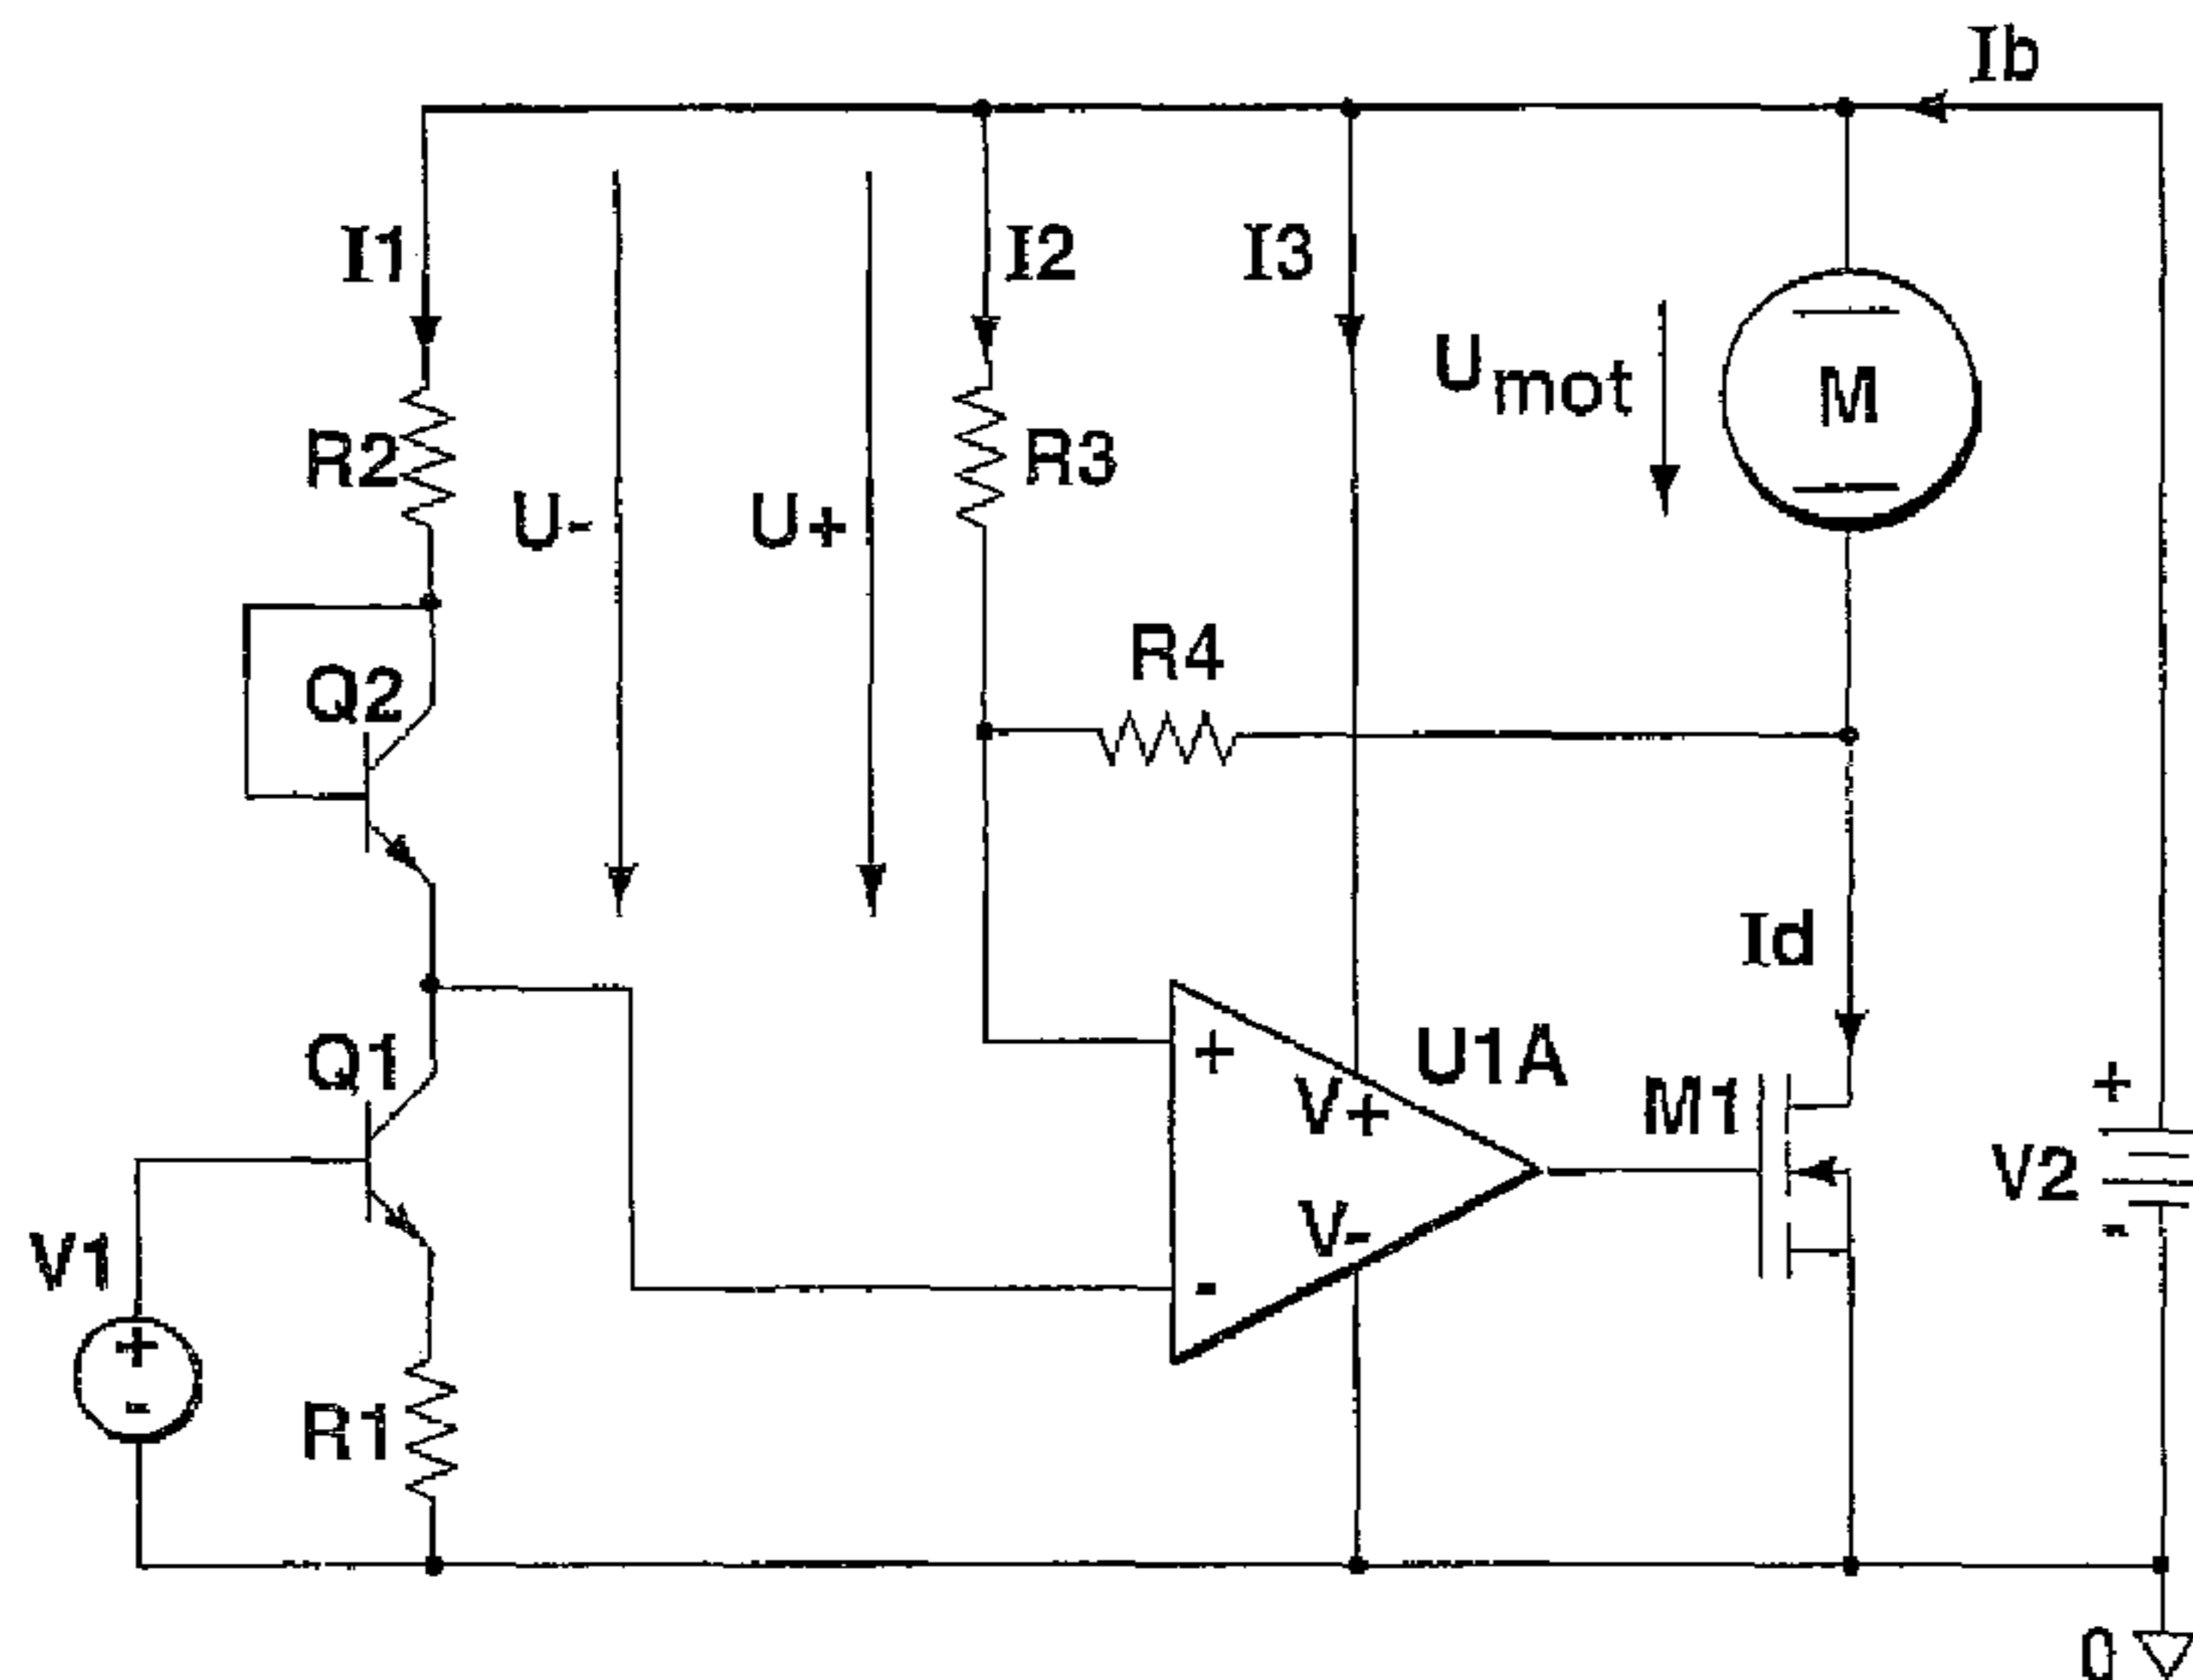 Ib
I1
I2
I3
R2
U-
U+
R3
Umot
M
R4
Q2
Id
Q1
+
V+
U1A
M1
+
V2
-
V-
-
V1
+
-
R1
0